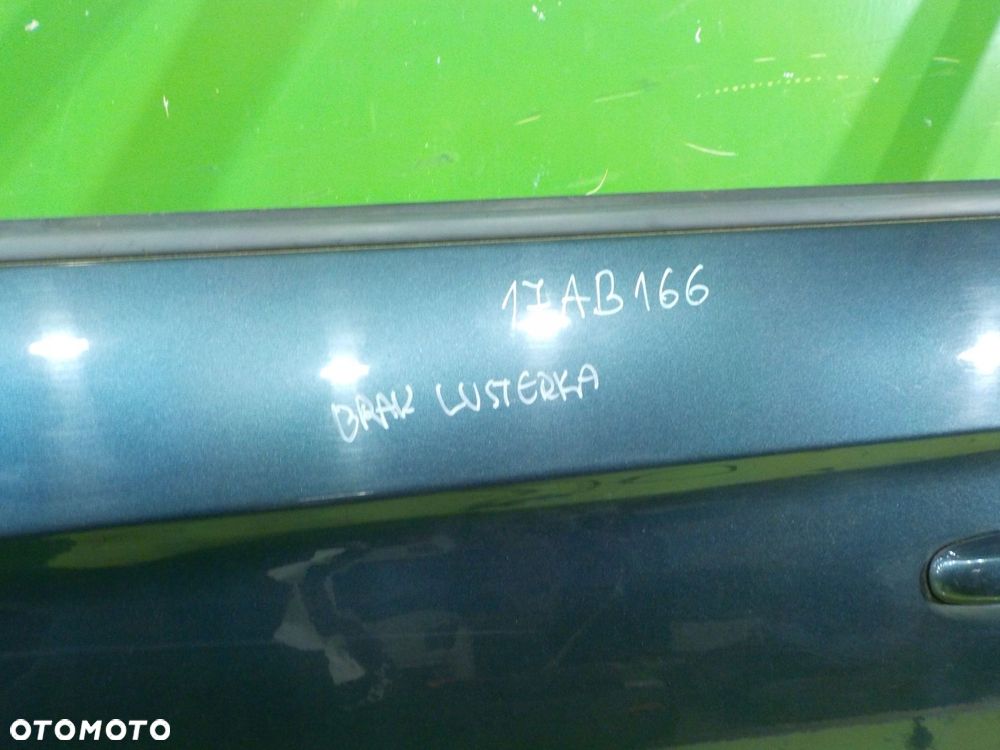 17AB166
BRAK LUSTERKA
OTOMOTO